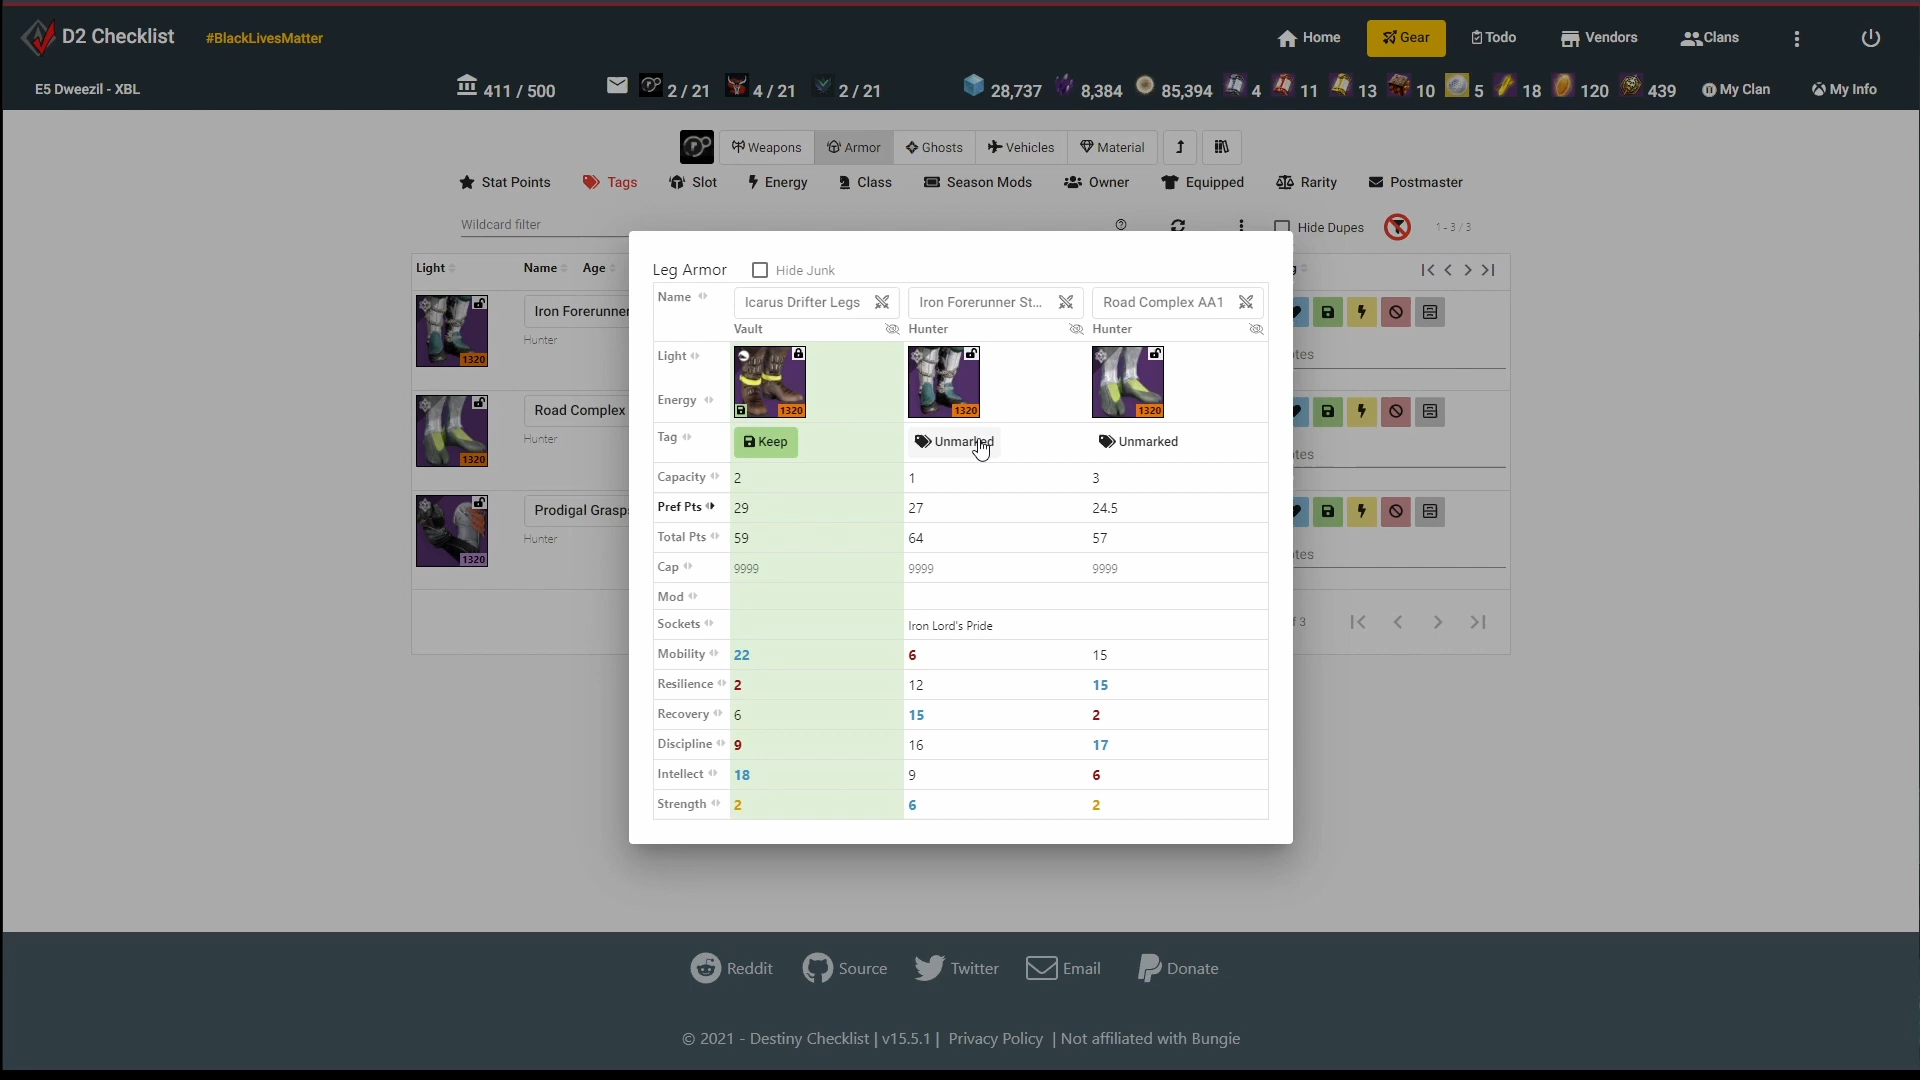 D2 Checklist #BlackLivesMatter Home Gear Todo Vendors Clans
E5 Dweezil - XBL 411 / 500 2 / 21 4 / 21 2 / 21 28,737 8,384 85,394 4 11 13 10 5 18 120 439 My Clan My Info
Weapons Armor Ghosts Vehicles Material
Stat Points Tags Slot Energy Class Season Mods Owner Equipped Rarity Postmaster
Wildcard filter Hide Dupes 1 - 3 / 3
Light Name Age
Iron Forerunner
Hunter
1320
Road Complex
Hunter
1320
Prodigal Grasps
Hunter
1320
Leg Armor Hide Junk
Name Icarus Drifter Legs Iron Forerunner St... Road Complex AA1
Vault Hunter Hunter
Light
1320 1320 1320
Energy
Tag Keep Unmarked Unmarked
Capacity 2 1 3
Pref Pts 29 27 24.5
Total Pts 59 64 57
Cap 9999 9999 9999
Mod
Sockets Iron Lord's Pride
Mobility 22 6 15
Resilience 2 12 15
Recovery 6 15 2
Discipline 9 16 17
Intellect 18 9 6
Strength 2 6 2
Reddit Source Twitter Email Donate
© 2021 - Destiny Checklist | v15.5.1 | Privacy Policy | Not affiliated with Bungie